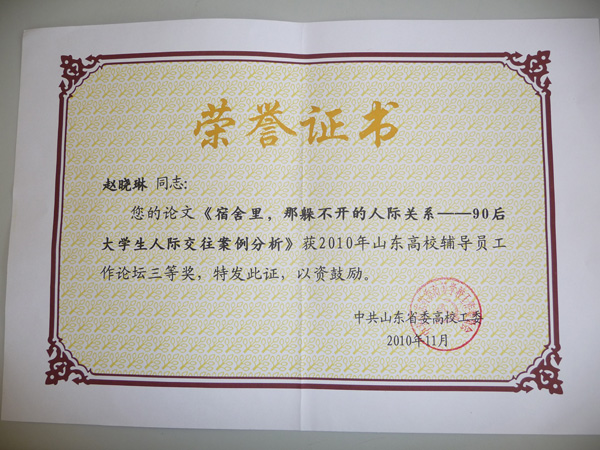 荣誉证书
赵晓琳 同志：
您的论文《宿舍里，那躲不开的人际关系——90后
大学生人际交往案例分析》获2010年山东高校辅导员工
作论坛三等奖，特发此证，以资鼓励。
中共山东省委高校工委
2010年11月